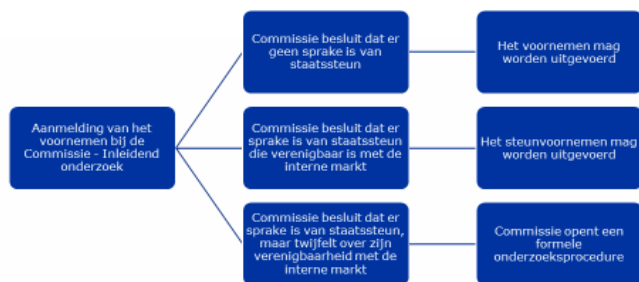 Commissie besluit dat er
geen sprake is van
staatssteun
Het voornemen mag
worden uitgevoerd
Aanmelding van het
voornemen bij de
Commissie - Inleidend
onderzoek
Commissie besluit dat er
sprake is van staatssteun
die verenigbaar is met de
interne markt
Het steunvoornemen mag
worden uitgevoerd
Commissie besluit dat er
sprake is van staatssteun,
maar twijfelt over zijn
verenigbaarheid met de
interne markt
Commissie opent een
formele
onderzoeksprocedure